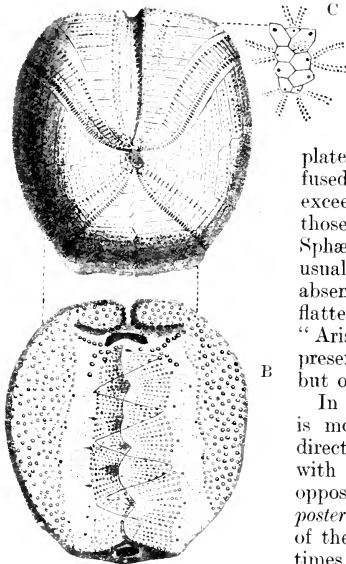 C
plate
fused
exceed
those
Sphæ
usual
absen
flatte
“ Aris
presen
B
but o
In
is mo
direct
with
oppos
poster
of the
times